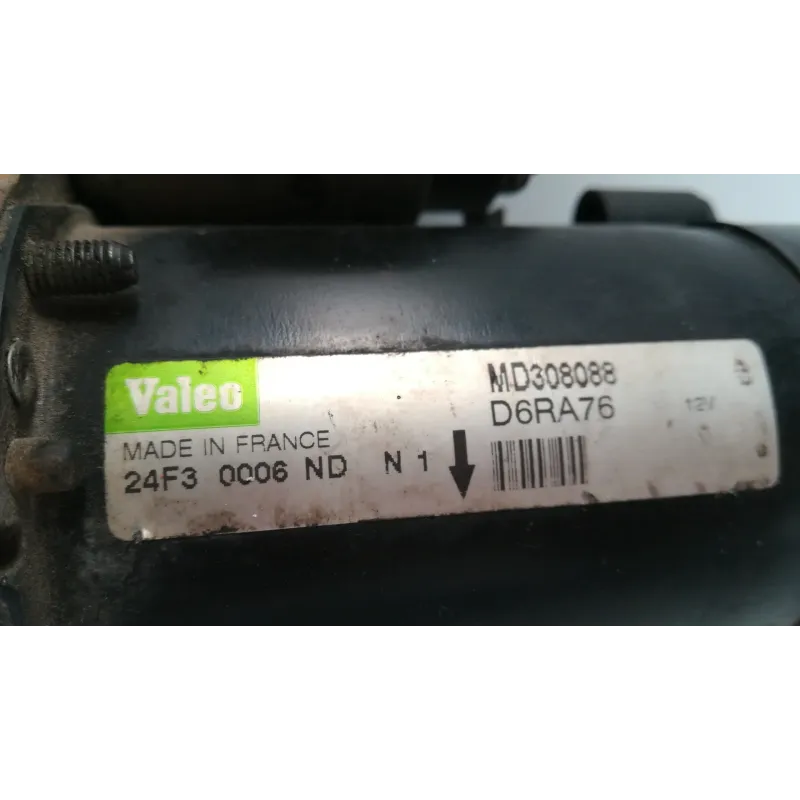 Valeo
MADE IN FRANCE
24F3 0006 ND N 1
MD308088
D6RA76
12V